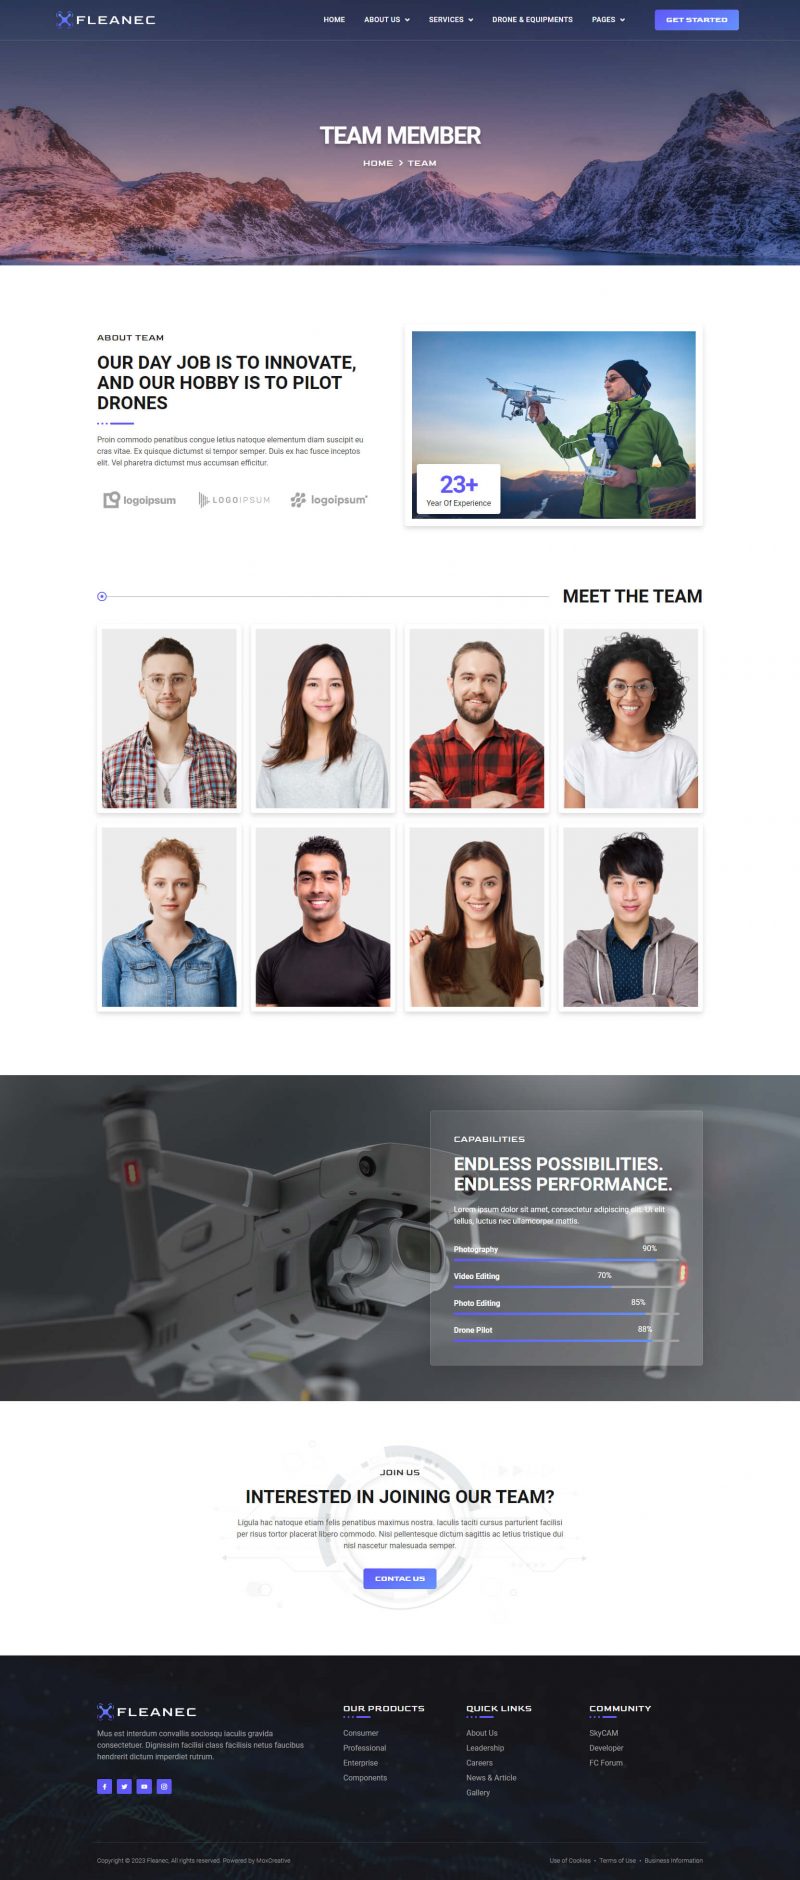 FLEANEC
HOME ABOUT US SERVICES DRONE & EQUIPMENTS PAGES GET STARTED
TEAM MEMBER
HOME > TEAM
ABOUT TEAM
OUR DAY JOB IS TO INNOVATE,
AND OUR HOBBY IS TO PILOT
DRONES
Proin commodo penatibus congue letius natoque elementum diam suscipit eu
cras vitae. Ex quisque dictumst si tempor semper. Duis ex hac fusce inceptos
elit. Vel pharetra dictumst mus accumsan efficitur.
logoipsum LOGOIPSUM logoipsum
23+
Year Of Experience
MEET THE TEAM
CAPABILITIES
ENDLESS POSSIBILITIES.
ENDLESS PERFORMANCE.
Lorem ipsum dolor sit amet, consectetur adipiscing elit. Ut elit
tellus, luctus nec ullamcorper mattis.
Photography 90%
Video Editing 70%
Photo Editing 85%
Drone Pilot 88%
JOIN US
INTERESTED IN JOINING OUR TEAM?
Ligula hac natoque etiam felis penatibus maximus nostra. Iaculis taciti cursus parturient facilisi
per risus tortor placerat libero commodo. Nisi pellentesque dictum sagittis ac letius tristique dui
nisl nascetur malesuada semper.
CONTAC US
FLEANEC
Mus est interdum convallis sociosqu iaculis gravida
consectetuer. Dignissim facilisi class facilisis netus faucibus
hendrerit dictum imperdiet rutrum.
OUR PRODUCTS
Consumer
Professional
Enterprise
Components
QUICK LINKS
About Us
Leadership
Careers
News & Article
Gallery
COMMUNITY
SkyCAM
Developer
FC Forum
Copyright © 2023 Fleanec, All rights reserved. Powered by MoxCreative
Use of Cookies • Terms of Use • Business Information